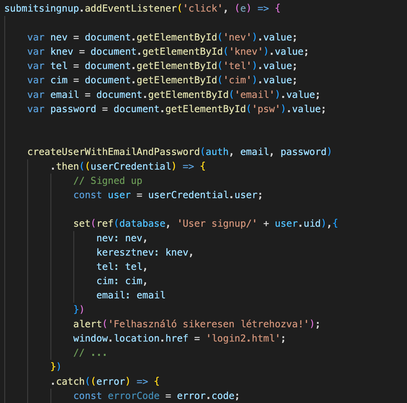 submitsingnup.addEventListener('click', (e) => {
var nev = document.getElementById('nev').value;
var knev = document.getElementById('knev').value;
var tel = document.getElementById('tel').value;
var cim = document.getElementById('cim').value;
var email = document.getElementById('email').value;
var password = document.getElementById('psw').value;
createUserWithEmailAndPassword(auth, email, password)
.then((userCredential) => {
// Signed up
const user = userCredential.user;
set(ref(database, 'User signup/' + user.uid),{
nev: nev,
keresztnev: knev,
tel: tel,
cim: cim,
email: email
})
alert('Felhasználó sikeresen létrehozva!');
window.location.href = 'login2.html';
// ...
})
.catch((error) => {
const errorCode = error.code;